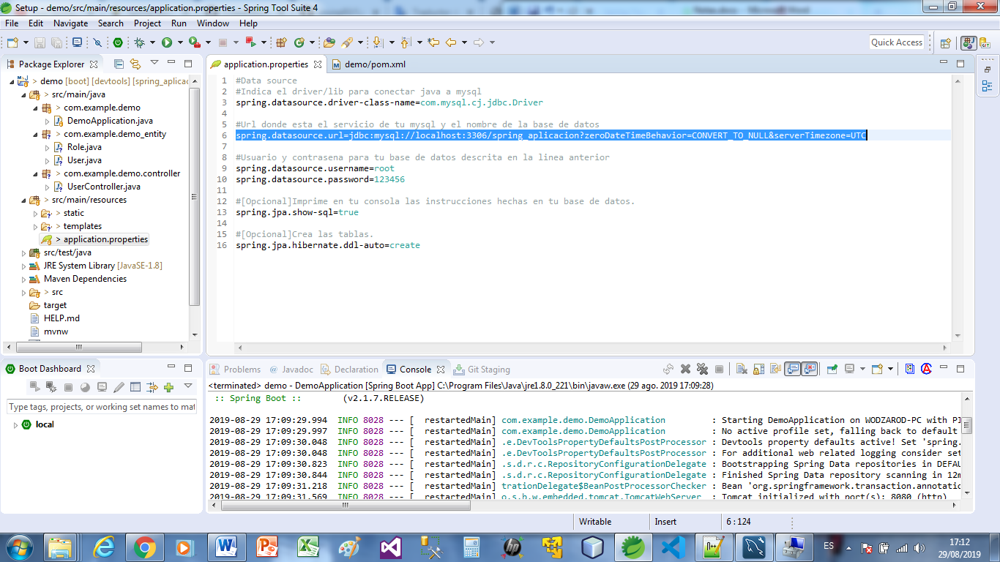 Setup - demo/src/main/resources/application.properties - Spring Tool Suite 4
File Edit Navigate Search Project Run Window Help
Quick Access
Package Explorer
demo [boot] [devtools] [spring_aplicac
> src/main/java
> com.example.demo
DemoApplication.java
> com.example.demo_entity
Role.java
User.java
> com.example.demo.controller
UserController.java
> src/main/resources
> static
> templates
> application.properties
src/test/java
JRE System Library [JavaSE-1.8]
Maven Dependencies
> src
target
HELP.md
mvnw
application.properties demo/pom.xml
1 #Data source
2 #Indica el driver/lib para conectar java a mysql
3 spring.datasource.driver-class-name=com.mysql.cj.jdbc.Driver
4
5 #Url donde esta el servicio de tu mysql y el nombre de la base de datos
6 spring.datasource.url=jdbc:mysql://localhost:3306/spring_aplicacion?zeroDateTimeBehavior=CONVERT_TO_NULL&serverTimezone=UTC
7
8 #Usuario y contrasena para tu base de datos descrita en la linea anterior
9 spring.datasource.username=root
10 spring.datasource.password=123456
11
12 #[Opcional]Imprime en tu consola las instrucciones hechas en tu base de datos.
13 spring.jpa.show-sql=true
14
15 #[Opcional]Crea las tablas.
16 spring.jpa.hibernate.ddl-auto=create
Boot Dashboard
Type tags, projects, or working set names to mat
local
Problems @ Javadoc Declaration Console Git Staging
<terminated> demo - DemoApplication [Spring Boot App] C:\Program Files\Java\jre1.8.0_221\bin\javaw.exe (29 ago. 2019 17:09:28)
:: Spring Boot :: (v2.1.7.RELEASE)
2019-08-29 17:09:29.994 INFO 8028 --- [ restartedMain] com.example.demo.DemoApplication : Starting DemoApplication on WODZAROD-PC with PI
2019-08-29 17:09:29.997 INFO 8028 --- [ restartedMain] com.example.demo.DemoApplication : No active profile set, falling back to default
2019-08-29 17:09:30.048 INFO 8028 --- [ restartedMain] .e.DevToolsPropertyDefaultsPostProcessor : Devtools property defaults active! Set 'spring.
2019-08-29 17:09:30.048 INFO 8028 --- [ restartedMain] .e.DevToolsPropertyDefaultsPostProcessor : For additional web related logging consider set
2019-08-29 17:09:30.823 INFO 8028 --- [ restartedMain] .s.d.r.c.RepositoryConfigurationDelegate : Bootstrapping Spring Data repositories in DEFAU
2019-08-29 17:09:30.844 INFO 8028 --- [ restartedMain] .s.d.r.c.RepositoryConfigurationDelegate : Finished Spring Data repository scanning in 12m
2019-08-29 17:09:31.218 INFO 8028 --- [ restartedMain] trationDelegate$BeanPostProcessorChecker : Bean 'org.springframework.transaction.annotatic
2019-08-29 17:09:31.569 INFO 8028 --- [ restartedMain] o.s.b.w.embedded.tomcat.TomcatWebServer : Tomcat initialized with port(s): 8080 (http)
Writable Insert 6 : 124
ES
17:12
29/08/2019